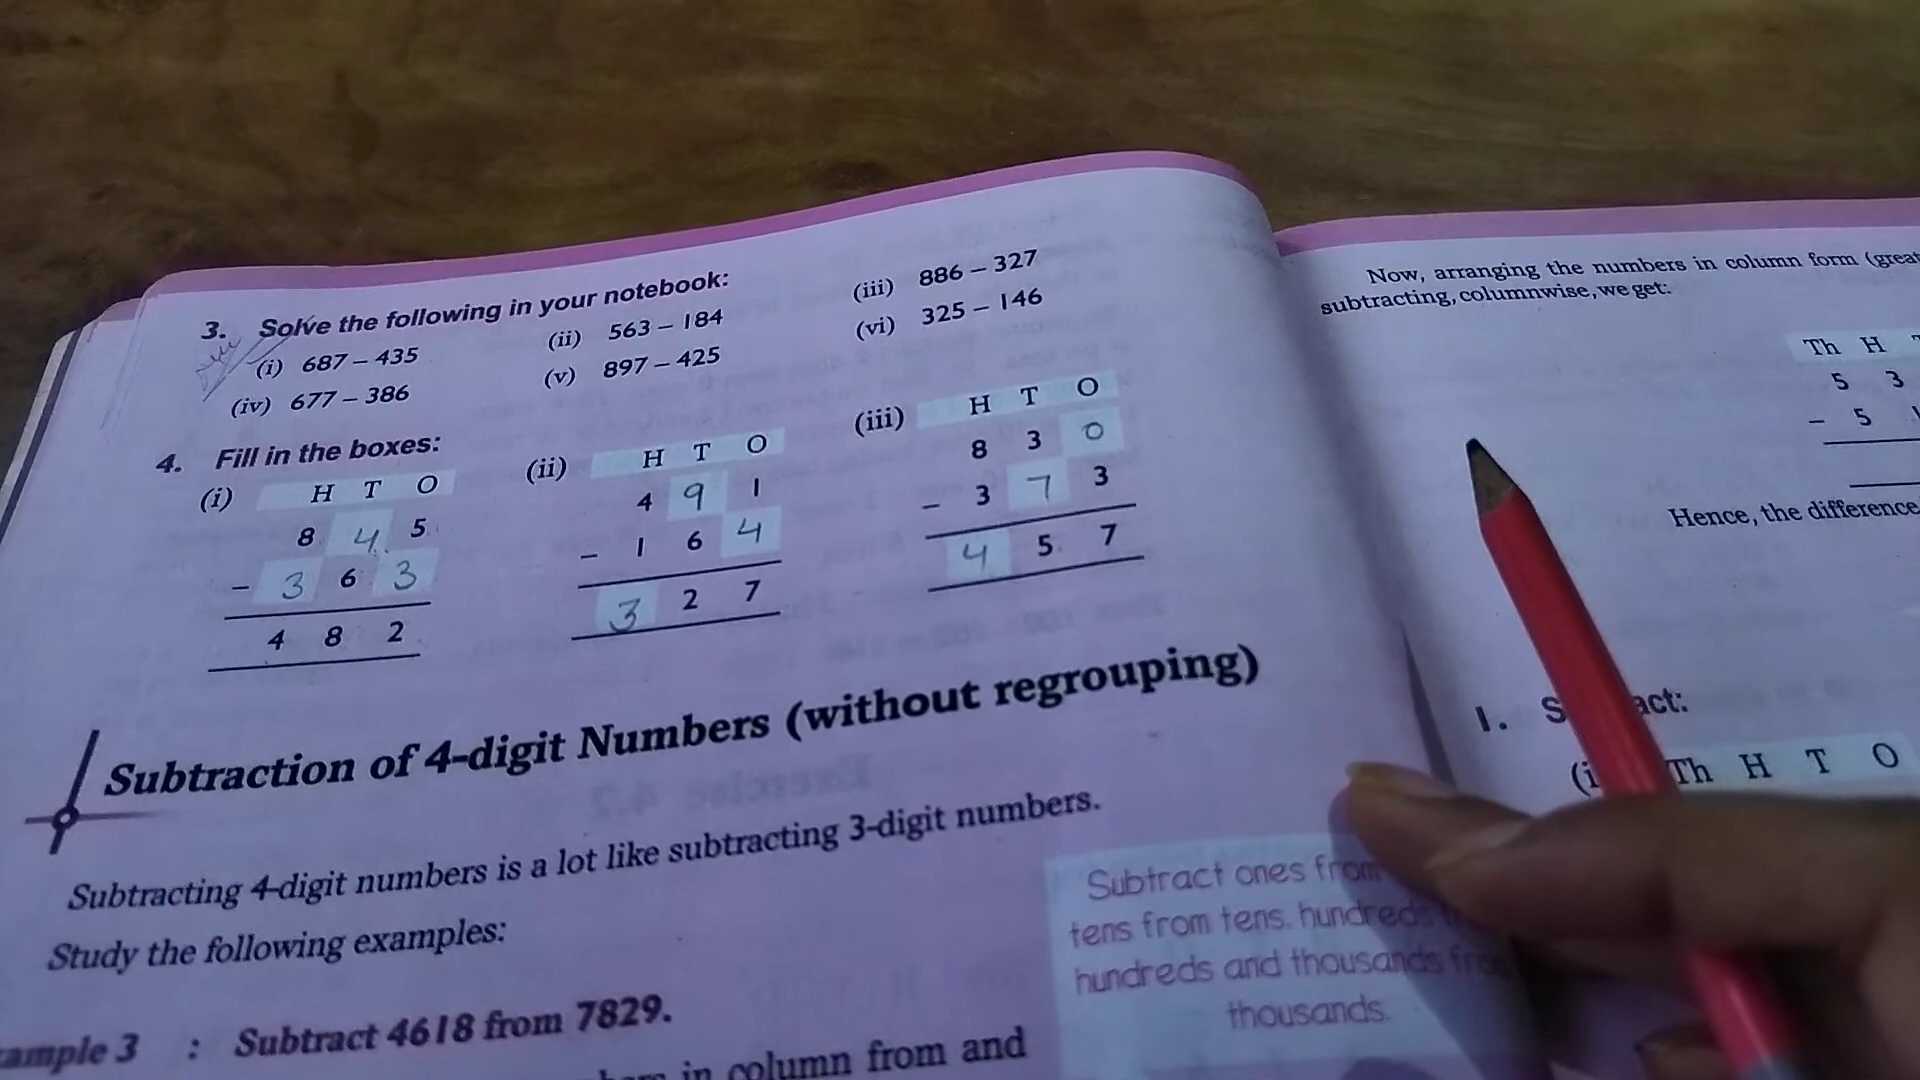 3. Solve the following in your notebook:
(i) 687 – 435 (ii) 563 – 184 (iii) 886 – 327
(iv) 677 – 386 (v) 897 – 425 (vi) 325 – 146
4. Fill in the boxes:
(i) H T O
8 4 5
– 3 6 3
4 8 2
(ii) H T O
4 9 1
– 1 6 4
3 2 7
(iii) H T O
8 3 0
– 3 7 3
4 5 7
Subtraction of 4-digit Numbers (without regrouping)
Subtracting 4-digit numbers is a lot like subtracting 3-digit numbers.
Study the following examples:
Subtract ones from
tens from tens. hundreds
hundreds and thousands
thousands.
ample 3 : Subtract 4618 from 7829.
in column from and
Now, arranging the numbers in column form (great
subtracting, columnwise, we get:
Th H
5 3
– 5
Hence, the difference
1. S act:
(i Th H T O